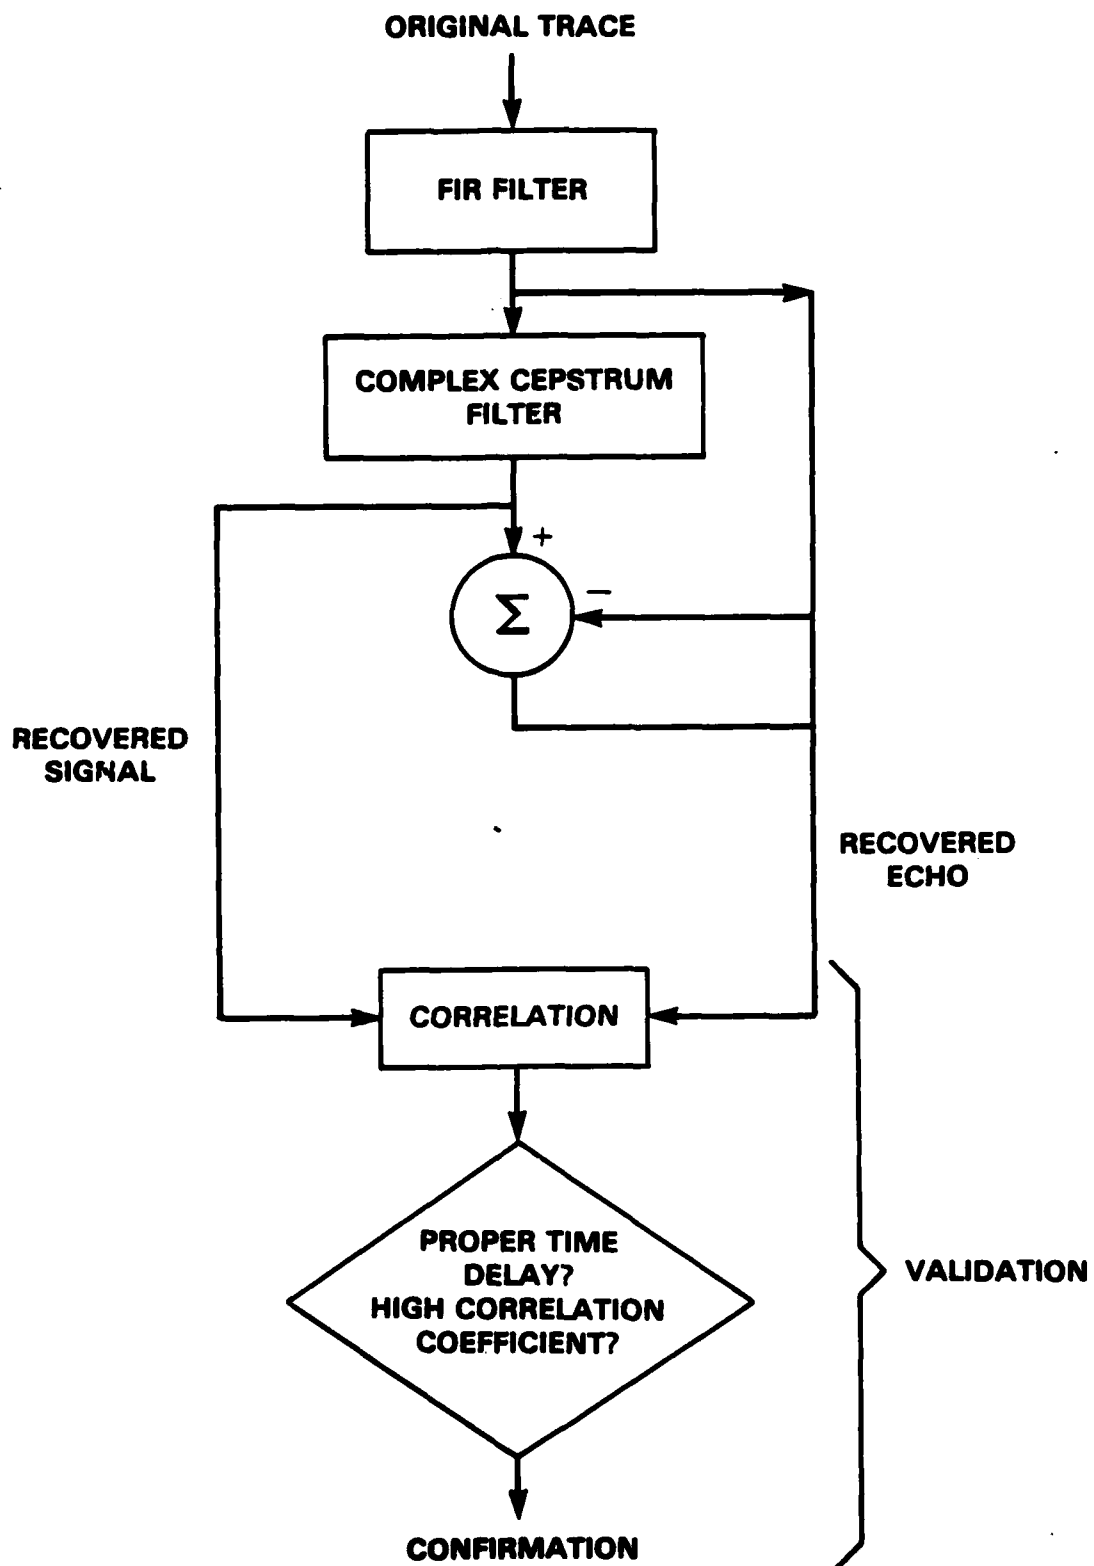 ORIGINAL TRACE
FIR FILTER
COMPLEX CEPSTRUM
FILTER
+
Σ
−
RECOVERED
SIGNAL
RECOVERED
ECHO
CORRELATION
PROPER TIME
DELAY?
HIGH CORRELATION
COEFFICIENT?
VALIDATION
CONFIRMATION